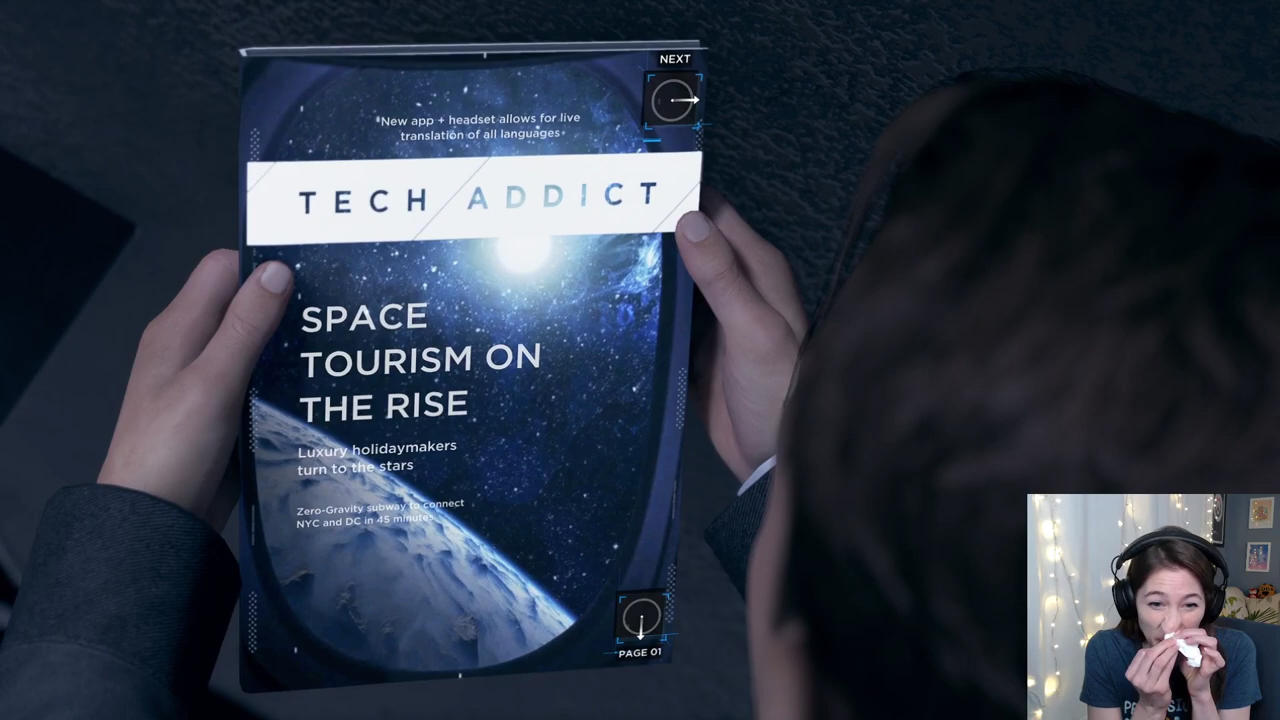 NEXT
*New app + headset allows for live
translation of all languages*
TECH ADDICT
SPACE
TOURISM ON
THE RISE
Luxury holidaymakers
turn to the stars
Zero-Gravity subway to connect
NYC and DC in 45 minutes
PAGE 01